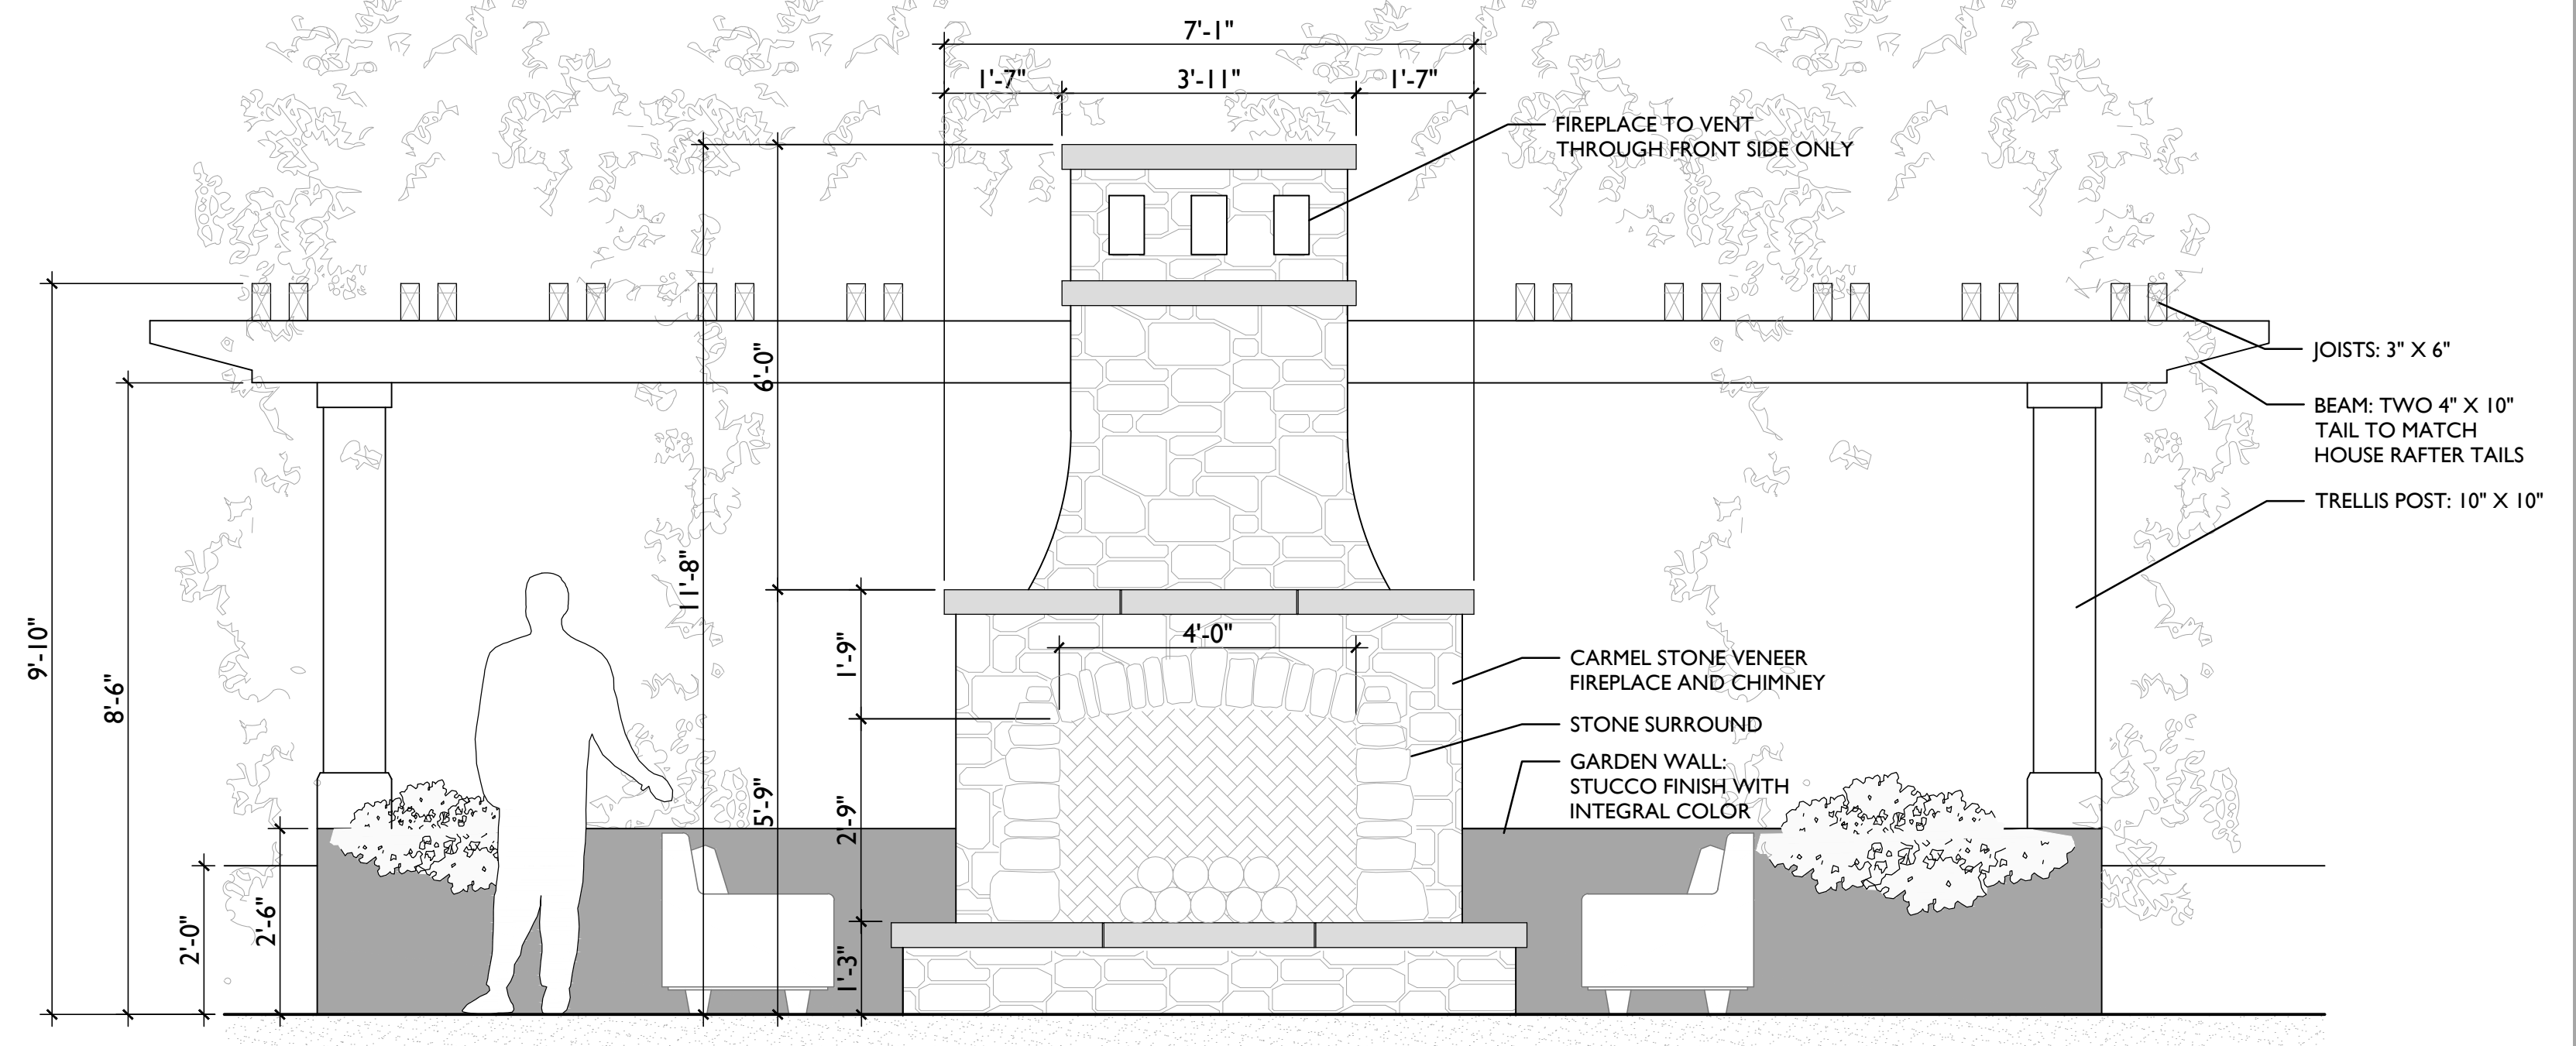 7'-1"
1'-7"
3'-11"
1'-7"
FIREPLACE TO VENT
THROUGH FRONT SIDE ONLY
6'-0"
11'-8"
9'-10"
8'-6"
JOISTS: 3" X 6"
BEAM: TWO 4" X 10"
TAIL TO MATCH
HOUSE RAFTER TAILS
TRELLIS POST: 10" X 10"
4'-0"
1'-9"
CARMEL STONE VENEER
FIREPLACE AND CHIMNEY
STONE SURROUND
GARDEN WALL:
STUCCO FINISH WITH
INTEGRAL COLOR
5'-9"
2'-9"
2'-0"
2'-6"
1'-3"